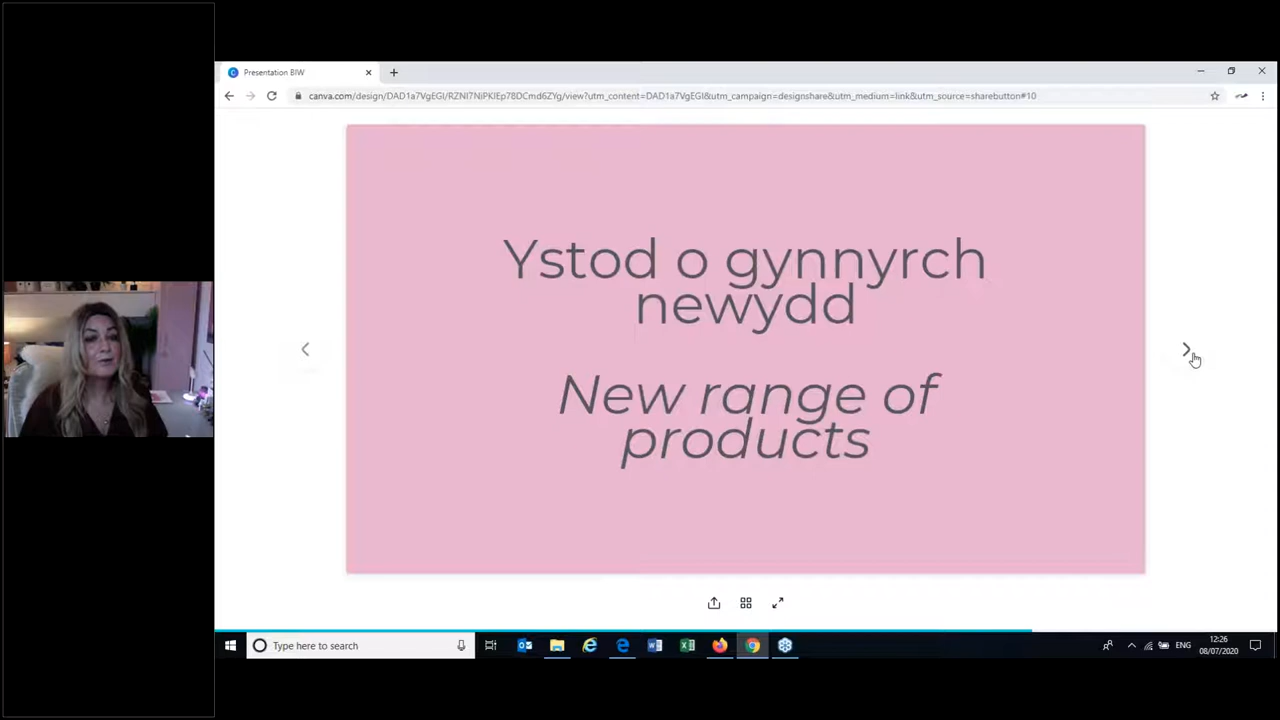 Presentation BIW
canva.com/design/DAD1a7VgEGI/RZNI7NiPKIEp78DCmd6ZYg/view?utm_content=DAD1a7VgEGI&utm_campaign=designshare&utm_medium=link&utm_source=sharebutton#10
Ystod o gynnyrch
newydd
New range of
products
Type here to search
ENG
12:26
08/07/2020